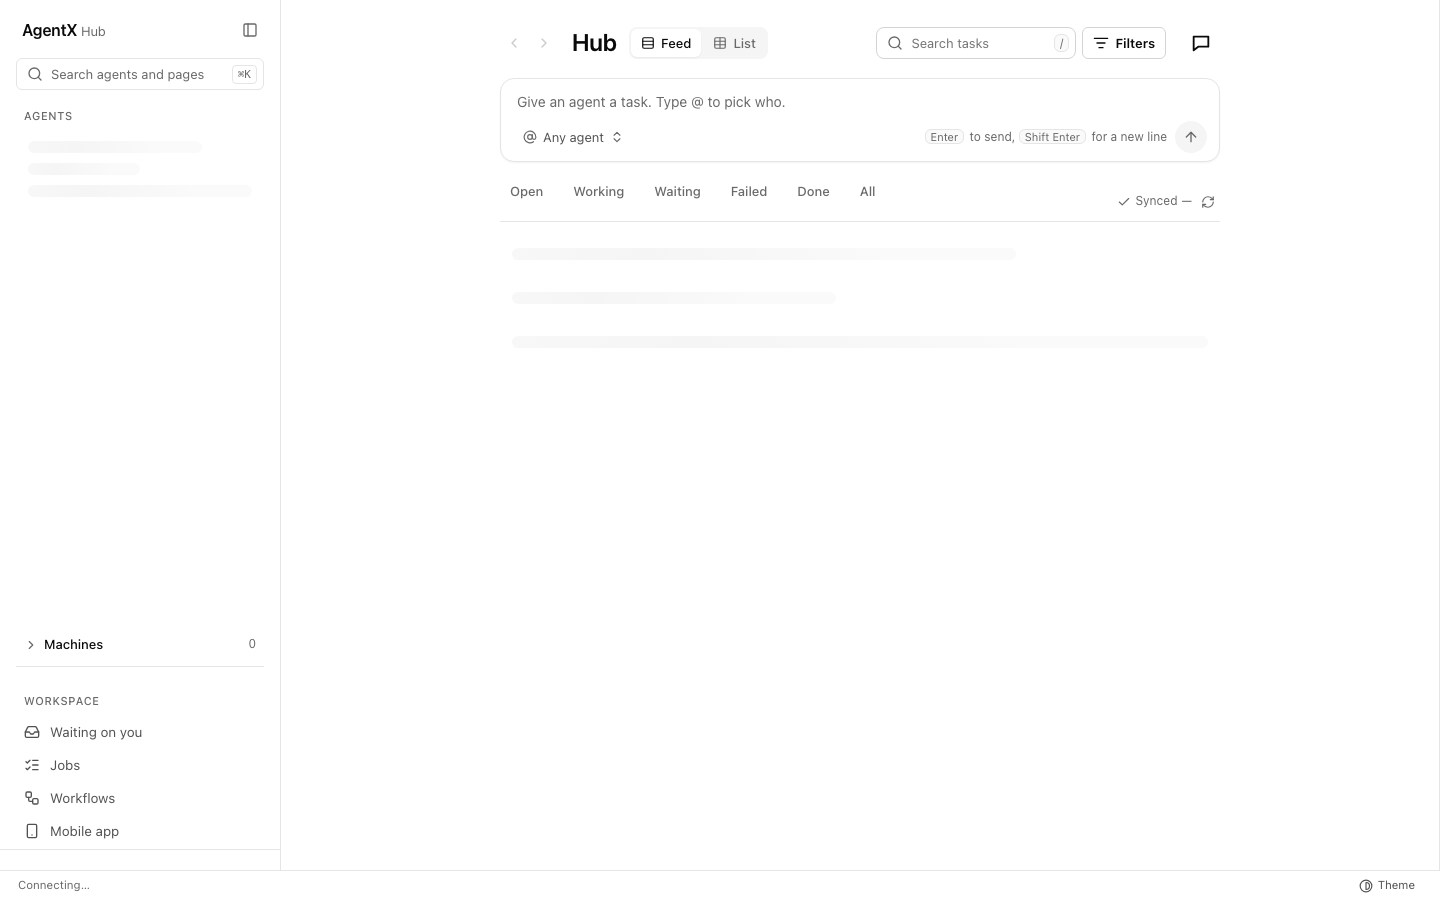 AgentX Hub
Search agents and pages ⌘K
AGENTS
Machines 0
WORKSPACE
Waiting on you
Jobs
Workflows
Mobile app
Connecting...
Hub
Feed
List
Search tasks /
Filters
Give an agent a task. Type @ to pick who.
@ Any agent
Enter to send, Shift Enter for a new line
Open Working Waiting Failed Done All
Synced —
Theme